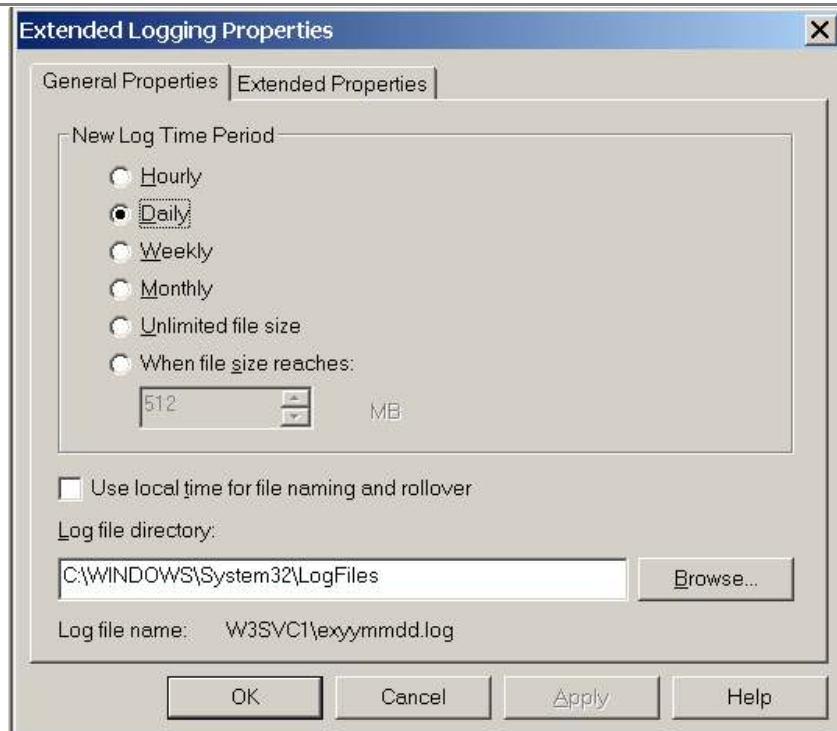 Extended Logging Properties
General Properties Extended Properties
New Log Time Period
Hourly
Daily
Weekly
Monthly
Unlimited file size
When file size reaches:
512 MB
Use local time for file naming and rollover
Log file directory:
C:\WINDOWS\System32\LogFiles Browse...
Log file name: W3SVC1\exyymmdd.log
OK Cancel Apply Help